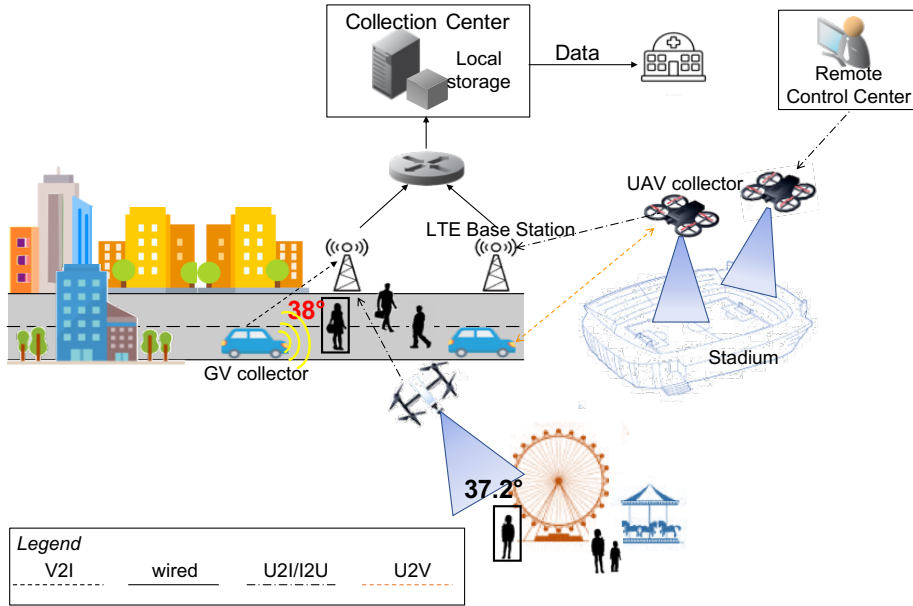 Collection Center
Local
storage
Data
Remote
Control Center
UAV collector
LTE Base Station
38°
GV collector
Stadium
37.2°
Legend
V2I
wired
U2I/I2U
U2V